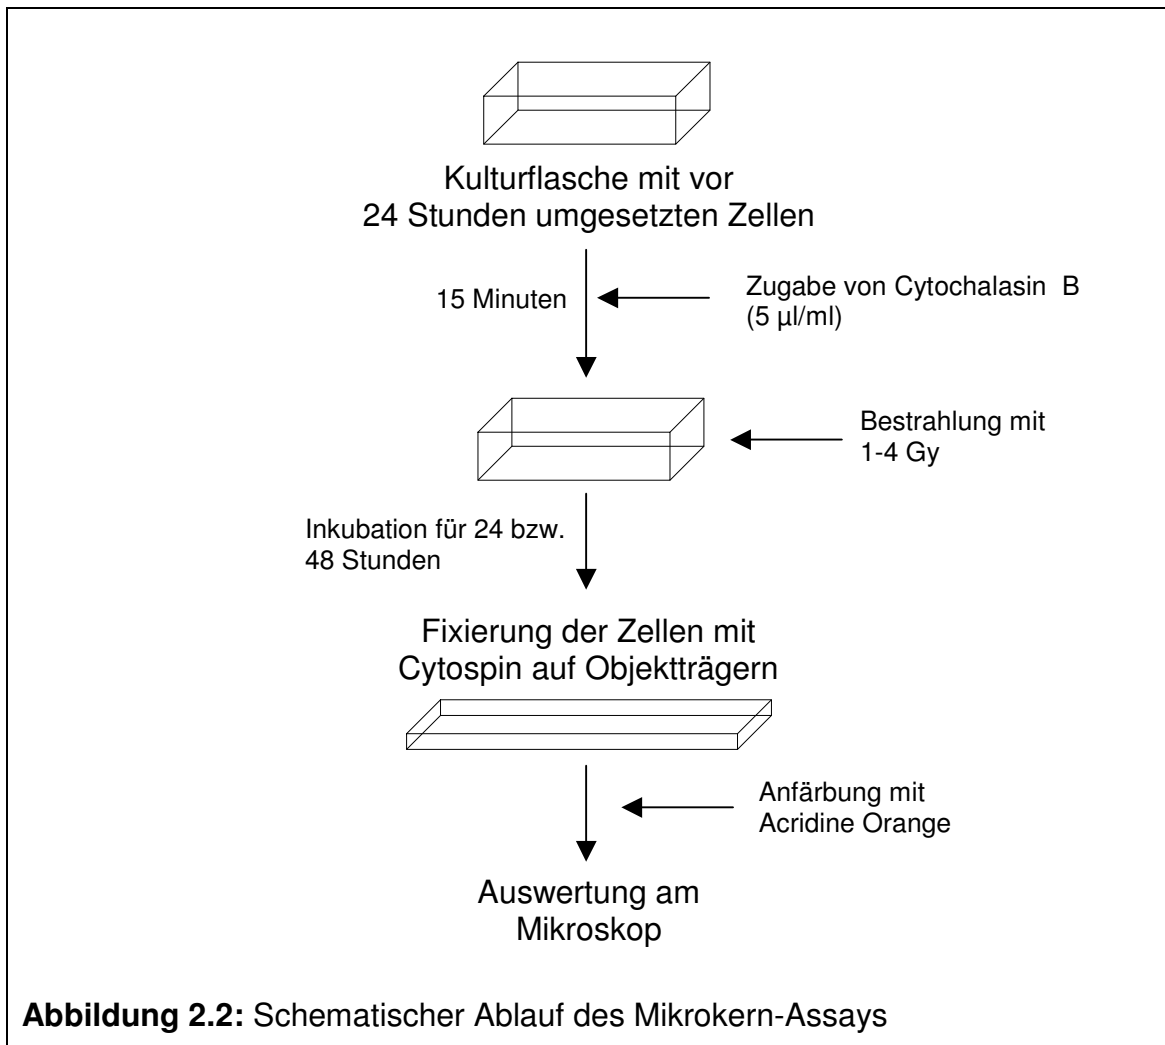 Kulturflasche mit vor
24 Stunden umgesetzten Zellen
15 Minuten
Zugabe von Cytochalasin B
(5 µl/ml)
Bestrahlung mit
1-4 Gy
Inkubation für 24 bzw.
48 Stunden
Fixierung der Zellen mit
Cytospin auf Objektträgern
Anfärbung mit
Acridine Orange
Auswertung am
Mikroskop
Abbildung 2.2: Schematischer Ablauf des Mikrokern-Assays